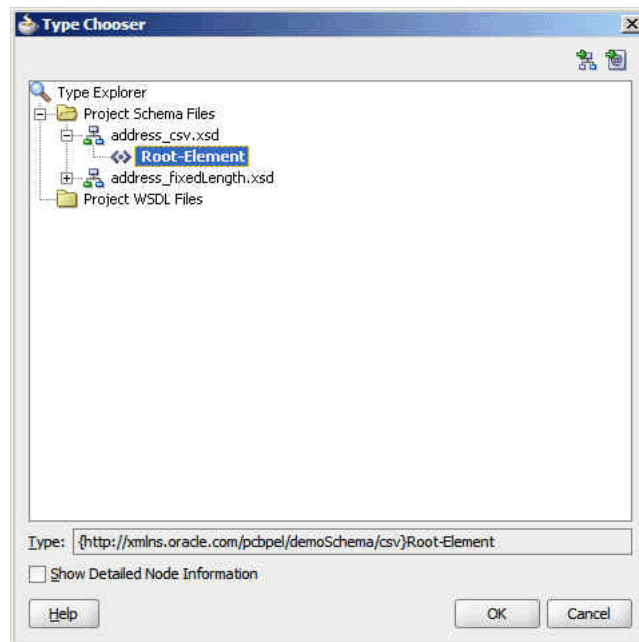 Type Chooser
Type Explorer
Project Schema Files
address_csv.xsd
Root-Element
address_fixedLength.xsd
Project WSDL Files
Type: {http://xmlns.oracle.com/pcbpel/demoSchema/csv}Root-Element
Show Detailed Node Information
Help OK Cancel